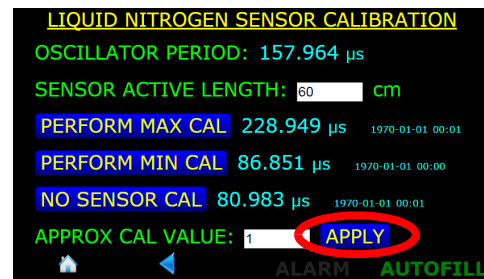 LIQUID NITROGEN SENSOR CALIBRATION
OSCILLATOR PERIOD: 157.964 µs
SENSOR ACTIVE LENGTH: 60 cm
PERFORM MAX CAL 228.949 µs 1970-01-01 00:01
PERFORM MIN CAL 86.851 µs 1970-01-01 00:00
NO SENSOR CAL 80.983 µs 1970-01-01 00:01
APPROX CAL VALUE: 1 APPLY
ALARM AUTOFILL